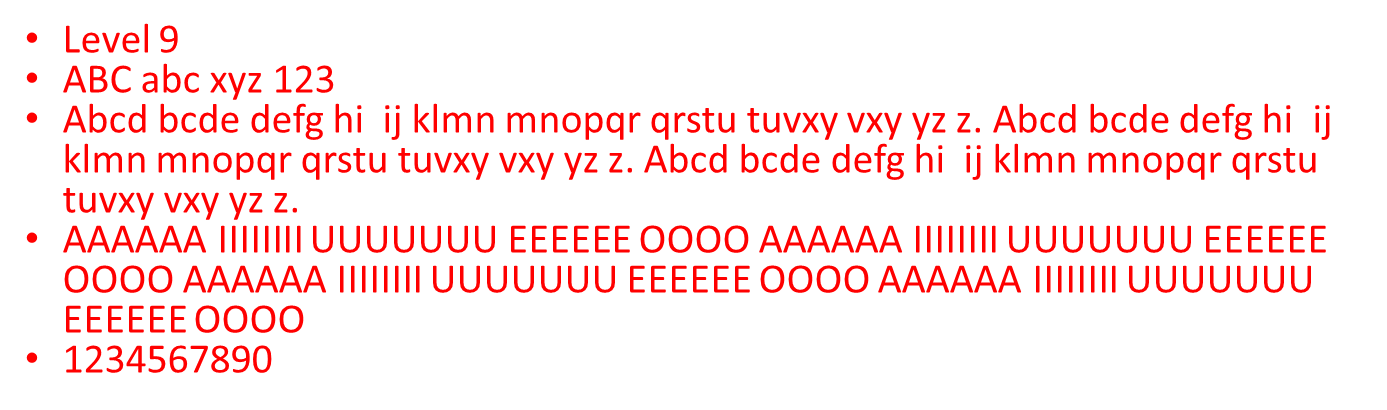 • Level 9
• ABC abc xyz 123
• Abcd bcde defg hi  ij klmn mnopqr qrstu tuvxy vxy yz z. Abcd bcde defg hi  ij
klmn mnopqr qrstu tuvxy vxy yz z. Abcd bcde defg hi  ij klmn mnopqr qrstu
tuvxy vxy yz z.
• AAAAAA IIIIIIII UUUUUUU EEEEEE OOOO AAAAAA IIIIIIII UUUUUUU EEEEEE
OOOO AAAAAA IIIIIIII UUUUUUU EEEEEE OOOO AAAAAA IIIIIIII UUUUUUU
EEEEEE OOOO
• 1234567890